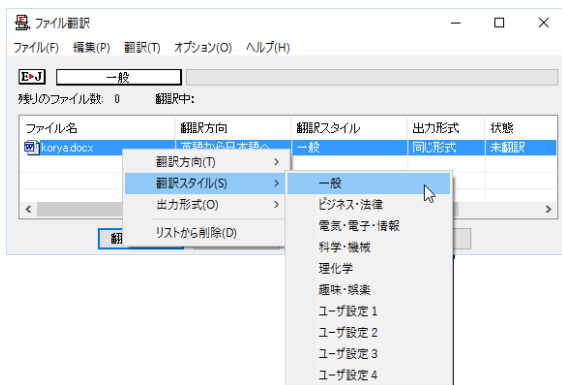 ファイル翻訳
ファイル(F) 編集(P) 翻訳(T) オプション(O) ヘルプ(H)
E▸J 一般
残りのファイル数: 0 翻訳中:
ファイル名 翻訳方向 翻訳スタイル 出力形式 状態
korya.docx 英語から日本語へ 一般 同じ形式 未翻訳
翻訳方向(T) >
翻訳スタイル(S) > 一般
出力形式(O) > ビジネス・法律
電気・電子・情報
リストから削除(D)
翻
科学・機械
理化学
趣味・娯楽
ユーザ設定 1
ユーザ設定 2
ユーザ設定 3
ユーザ設定 4